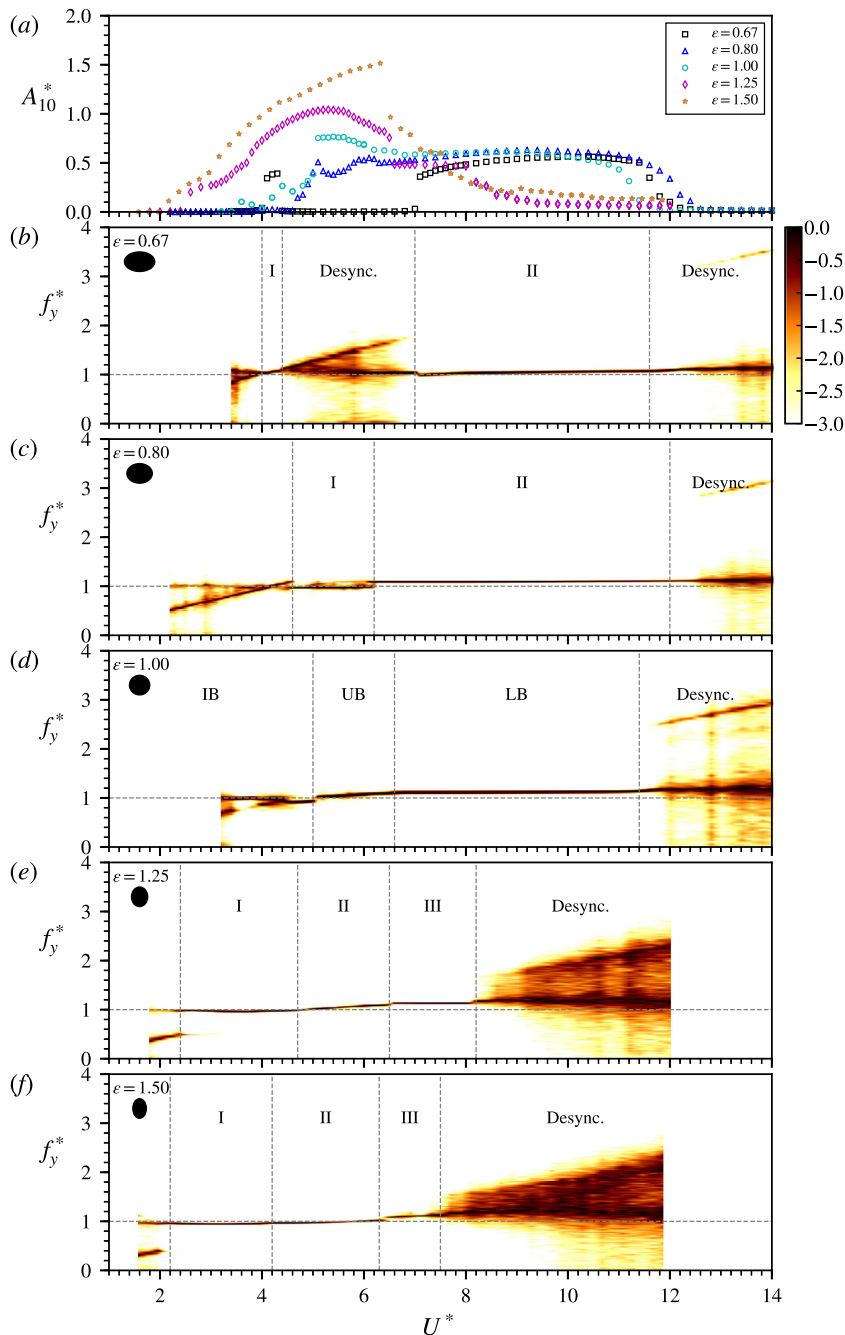 (a)
2.0
1.5
A*10
1.0
0.5
0.0
ε=0.67
ε=0.80
ε=1.00
ε=1.25
ε=1.50
(b)
4
3
f*y
2
1
0
ε=0.67
I Desync. II Desync.
0.0
−0.5
−1.0
−1.5
−2.0
−2.5
−3.0
(c)
4
3
f*y
2
1
0
ε=0.80
I II Desync.
(d)
4
3
f*y
2
1
0
ε=1.00
IB UB LB Desync.
(e)
4
3
f*y
2
1
0
ε=1.25
I II III Desync.
(f)
4
3
f*y
2
1
0
ε=1.50
I II III Desync.
2 4 6 8 10 12 14
U*